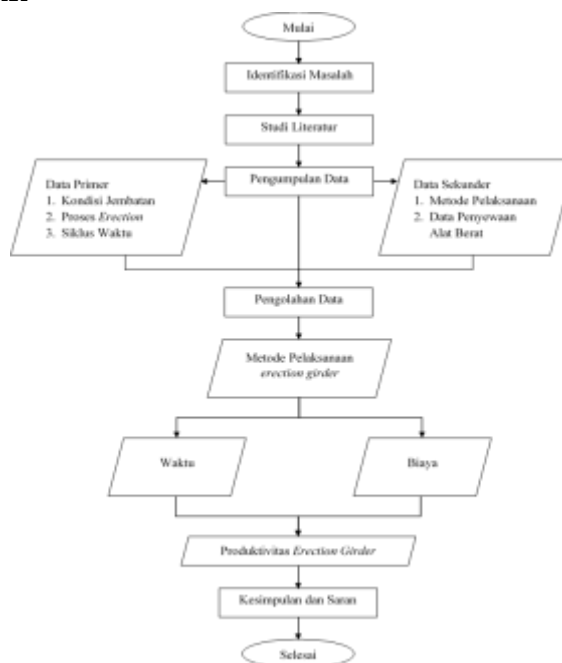 Mulai
Identifikasi Masalah
Studi Literatur
Pengumpulan Data
Data Primer
1. Kondisi Jembatan
2. Proses Erection
3. Siklus Waktu
Data Sekunder
1. Metode Pelaksanaan
2. Data Penyewaan
Alat Berat
Pengolahan Data
Metode Pelaksanaan
erection girder
Waktu
Biaya
Produktivitas Erection Girder
Kesimpulan dan Saran
Selesai